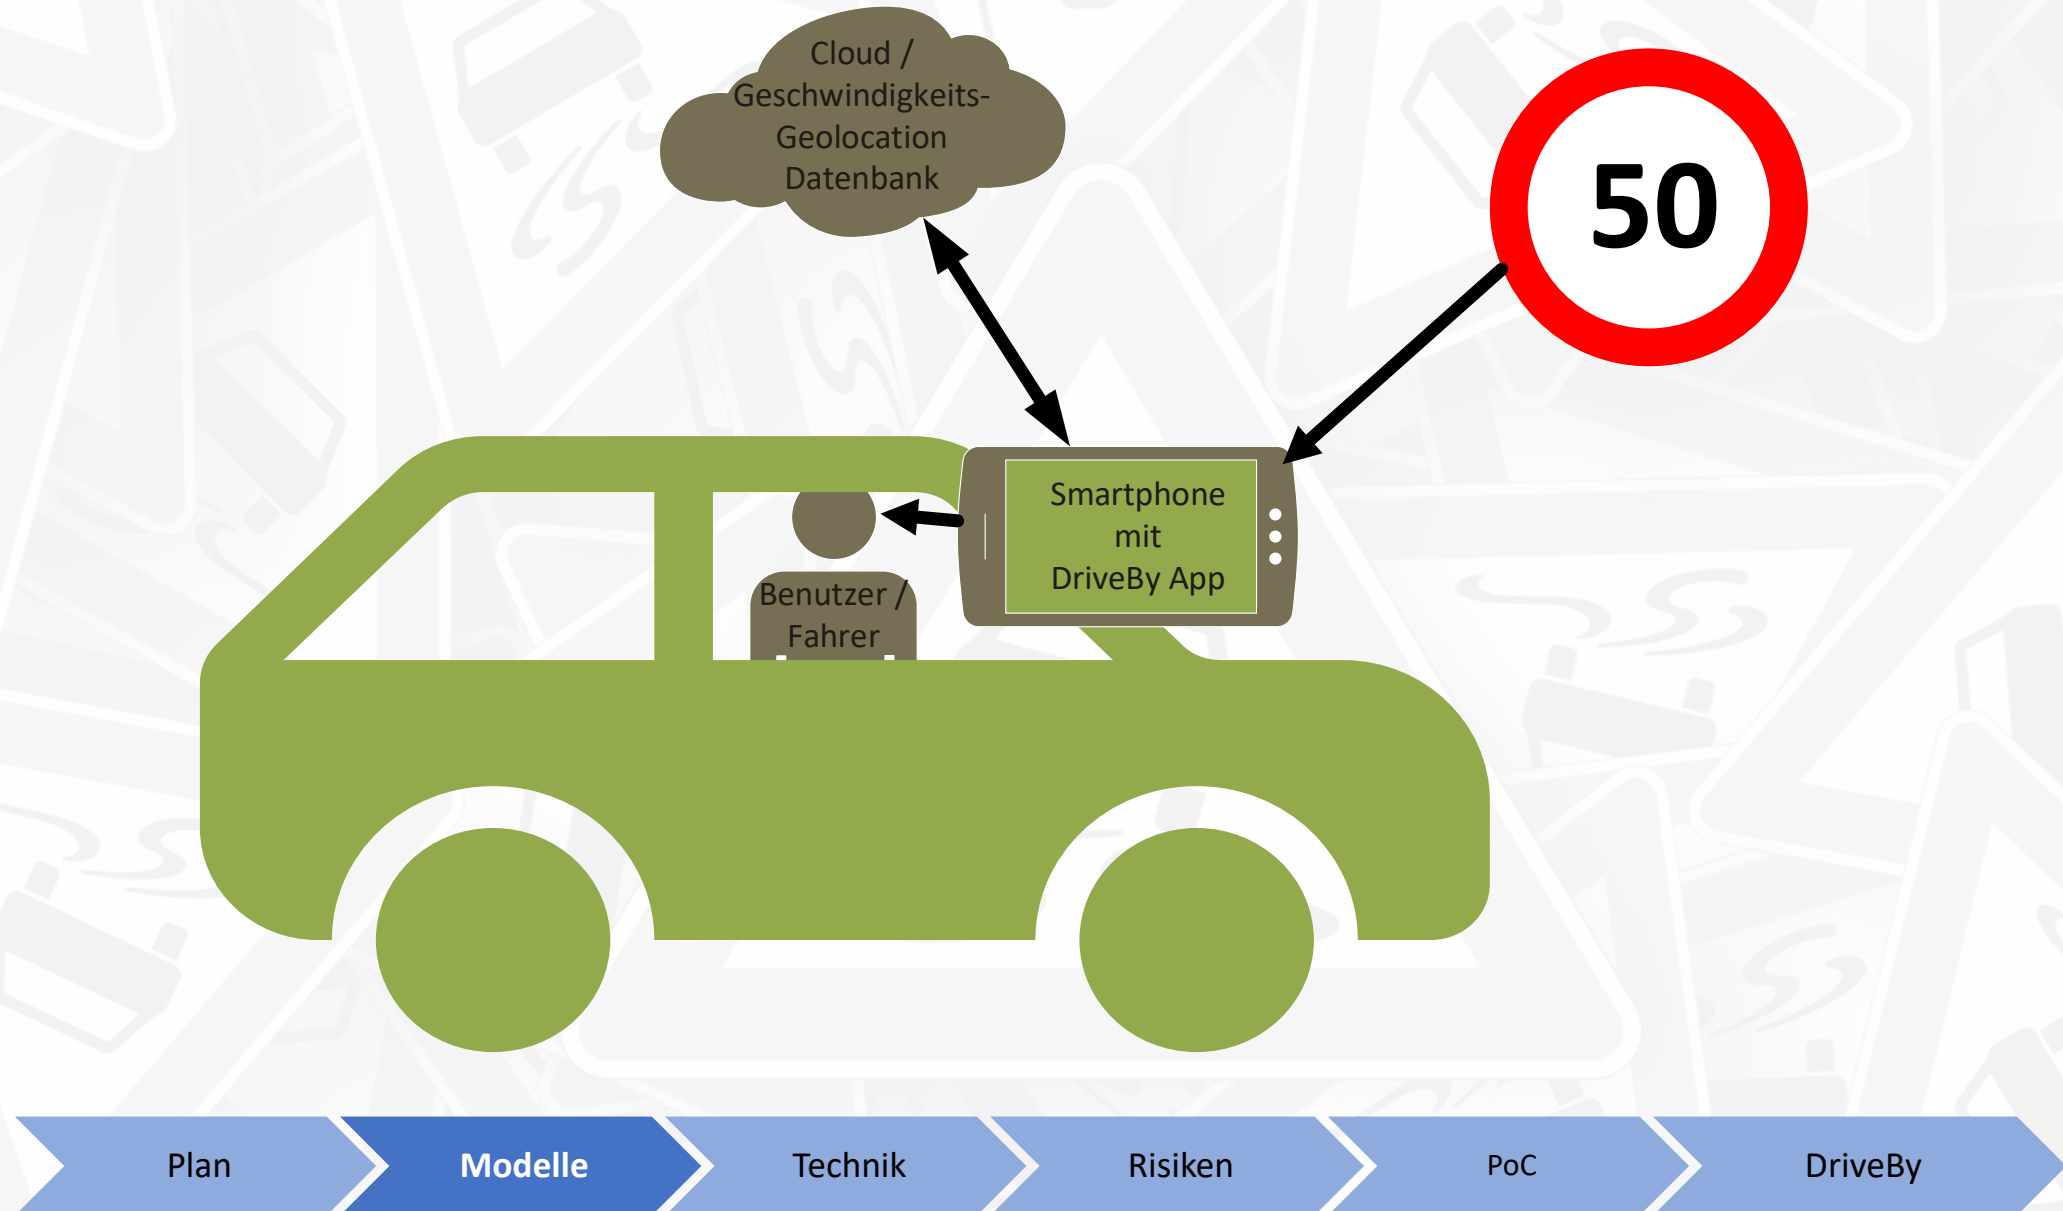 Cloud /
Geschwindigkeits-
Geolocation
Datenbank
50
Smartphone
mit
DriveBy App
Benutzer /
Fahrer
Plan
Modelle
Technik
Risiken
PoC
DriveBy